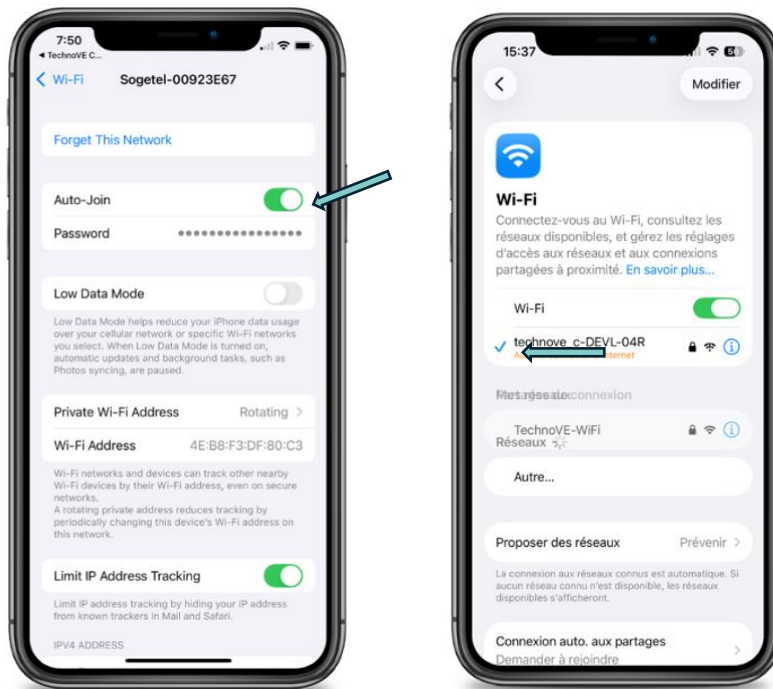 7:50
◀ TechnoVE C...
Wi-Fi
Sogetel-00923E67
Forget This Network
Auto-Join
Password
Low Data Mode
Low Data Mode helps reduce your iPhone data usage
over your cellular network or specific Wi-Fi networks
you select. When Low Data Mode is turned on,
automatic updates and background tasks, such as
Photos syncing, are paused.
Private Wi-Fi Address Rotating
Wi-Fi Address 4E:B8:F3:DF:80:C3
Wi-Fi networks and devices can track other nearby
Wi-Fi devices by their Wi-Fi address, even on secure
networks.
A rotating private address reduces tracking by
periodically changing this device's Wi-Fi address on
this network.
Limit IP Address Tracking
Limit IP address tracking by hiding your IP address
from known trackers in Mail and Safari.
IPV4 ADDRESS
15:37
Modifier
Wi-Fi
Connectez-vous au Wi-Fi, consultez les
réseaux disponibles, et gérez les réglages
d'accès aux réseaux et aux connexions
partagées à proximité. En savoir plus...
Wi-Fi
technove_c-DEVL-04R
connexion
TechnoVE-WiFi
Réseaux
Autre...
Proposer des réseaux Prévenir
La connexion aux réseaux connus est automatique. Si
aucun réseau connu n'est disponible, les réseaux
disponibles s'afficheront.
Connexion auto. aux partages
Demander à rejoindre